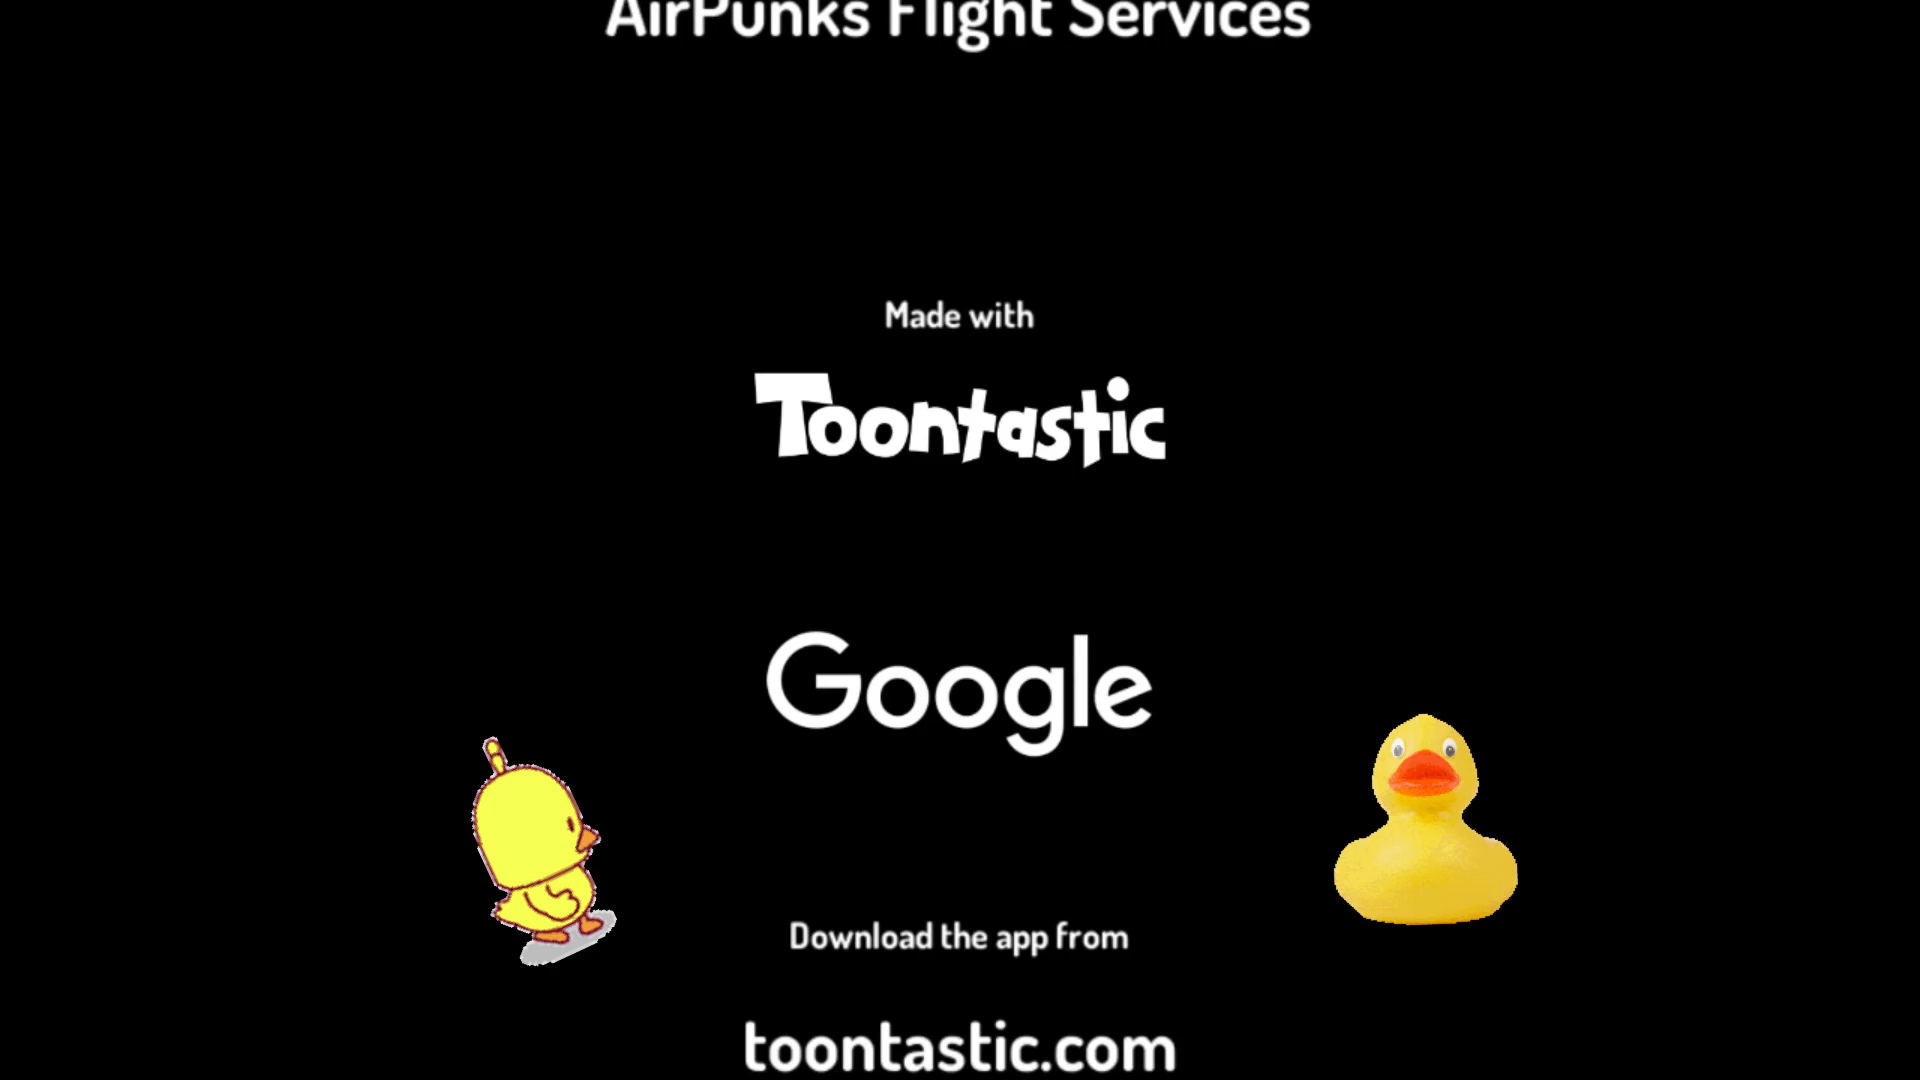 AirPunks Flight Services
Made with
Toontastic
Google
Download the app from
toontastic.com